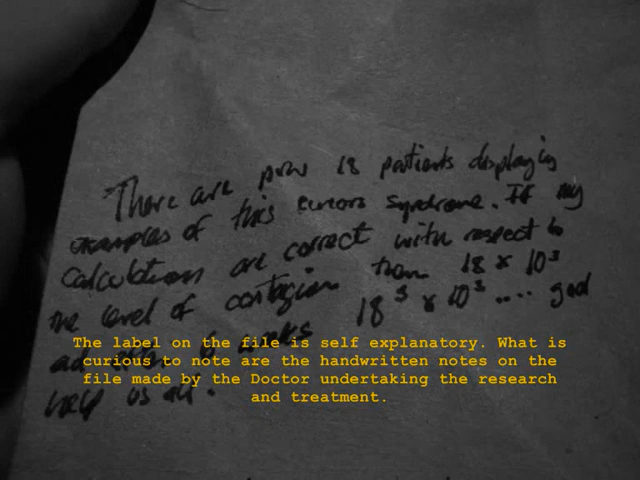 There are now 18 patients displaying
examples of this curious syndrome. If my
calculations are correct with respect to
the level of contagion then 18 x 10³
18³ x 10³ .... god
help us all.
The label on the file is self explanatory. What is
curious to note are the handwritten notes on the
file made by the Doctor undertaking the research
and treatment.